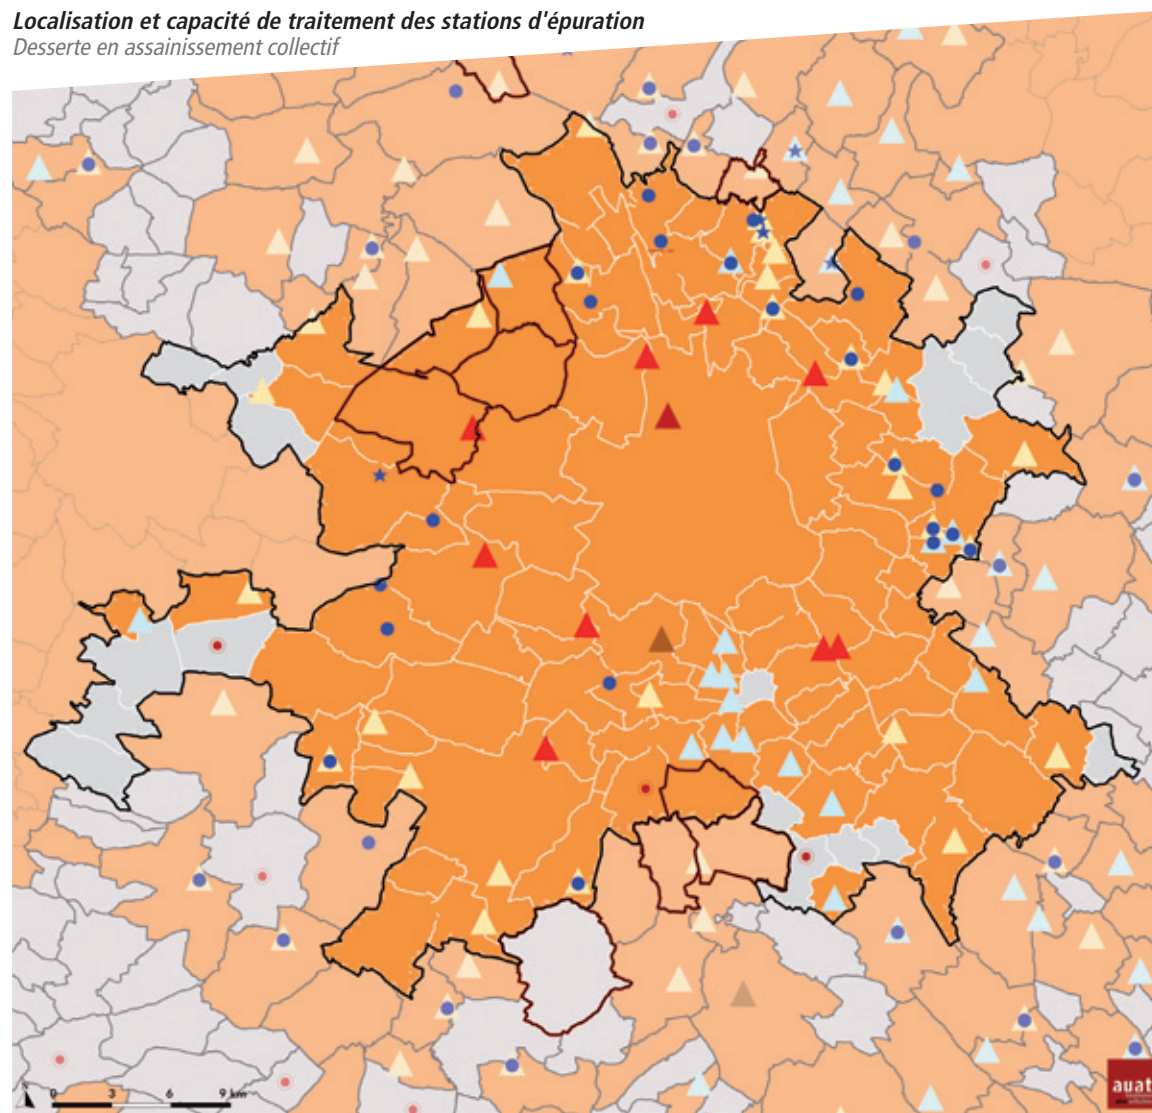 Localisation et capacité de traitement des stations d'épuration
Desserte en assainissement collectif
0 3 6 9 km
auat